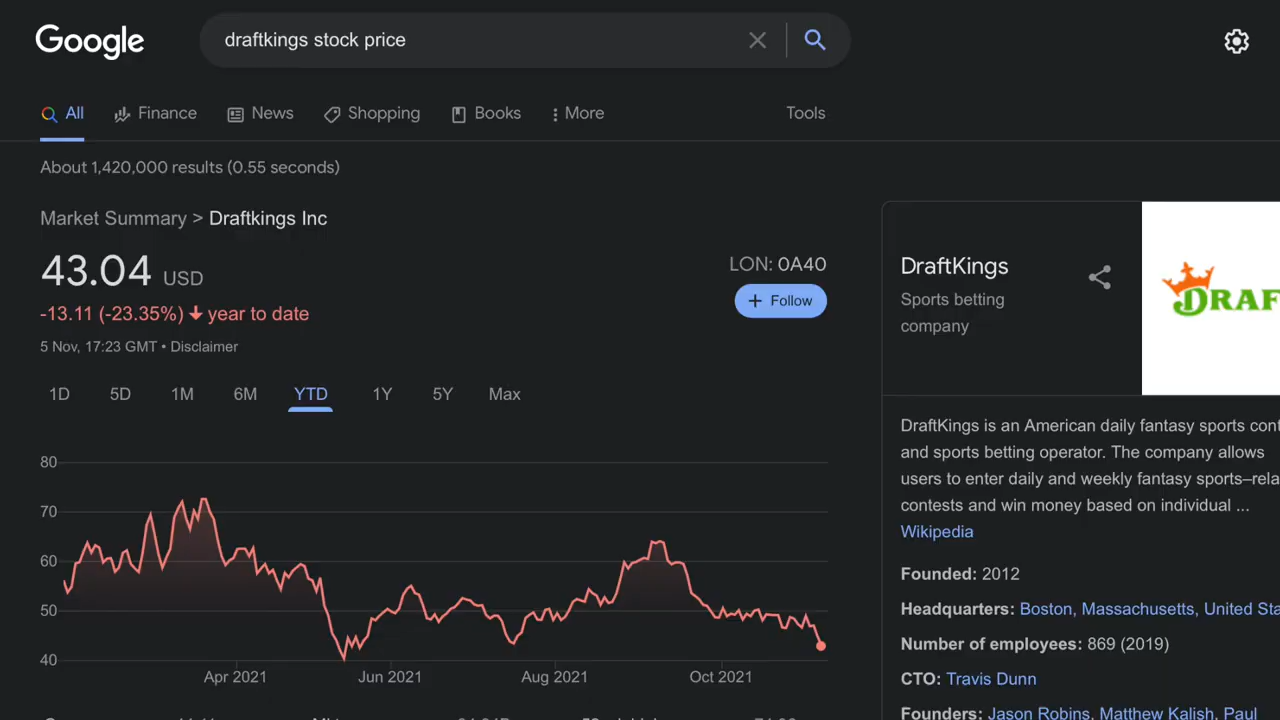 Google
draftkings stock price
All Finance News Shopping Books More Tools
About 1,420,000 results (0.55 seconds)
Market Summary > Draftkings Inc
43.04 USD
LON: 0A40
-13.11 (-23.35%) year to date
+ Follow
5 Nov, 17:23 GMT • Disclaimer
1D 5D 1M 6M YTD 1Y 5Y Max
80
70
60
50
40
Apr 2021 Jun 2021 Aug 2021 Oct 2021
DraftKings
Sports betting
company
DRAF
DraftKings is an American daily fantasy sports cont
and sports betting operator. The company allows
users to enter daily and weekly fantasy sports–rela
contests and win money based on individual ...
Wikipedia
Founded: 2012
Headquarters: Boston, Massachusetts, United Sta
Number of employees: 869 (2019)
CTO: Travis Dunn
Founders: Jason Robins, Matthew Kalish, Paul